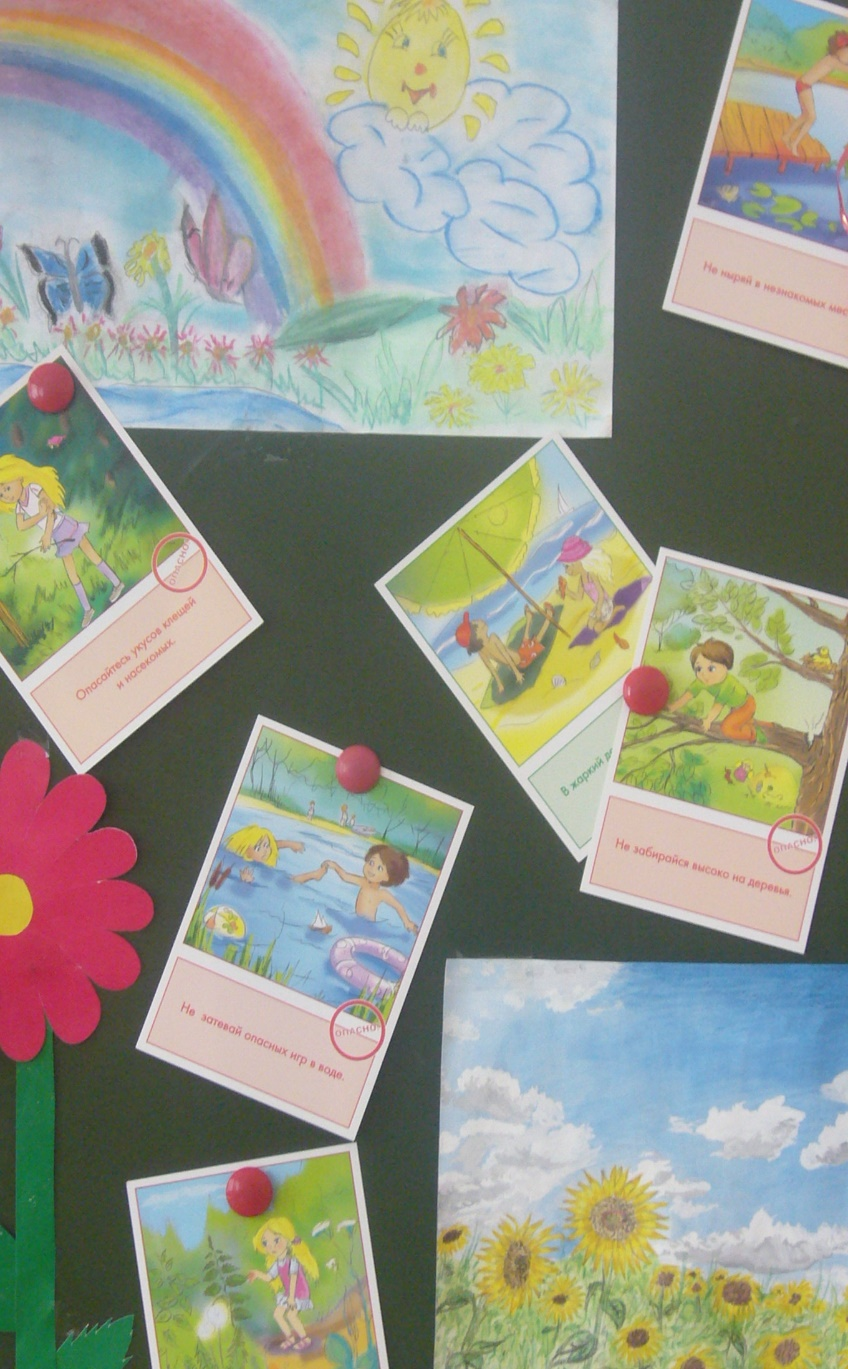 Не ныряй в незнакомых
ОПАСНО!
Опасайтесь укусов клещей
и насекомых.
В жаркий
ОПАСНО!
Не забирайся высоко на деревья.
ОПАСНО!
Не затевай опасных игр в воде.